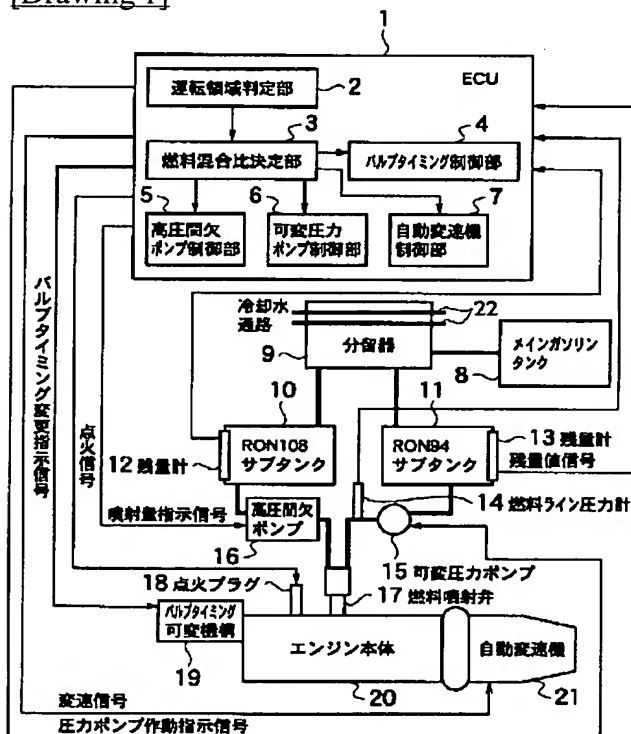 [Drawing 1]
1
ECU
運転領域判定部
2
3
4
燃料混合比決定部
バルブタイミング制御部
5
6
7
高圧間欠
ポンプ制御部
可変圧力
ポンプ制御部
自動変速機
制御部
バルブタイミング変更指示信号
点火信号
冷却水
通路
22
9
分留器
メインガソリン
タンク
8
10
11
RON108
サブタンク
RON94
サブタンク
12 残量計
13 残量計
残量値信号
噴射量指示信号
高圧間欠
ポンプ
16
14 燃料ライン圧力計
15 可変圧力ポンプ
18 点火プラグ
17 燃料噴射弁
バルブタイミング
可変機構
19
エンジン本体
20
自動変速機
21
変速信号
圧力ポンプ作動指示信号